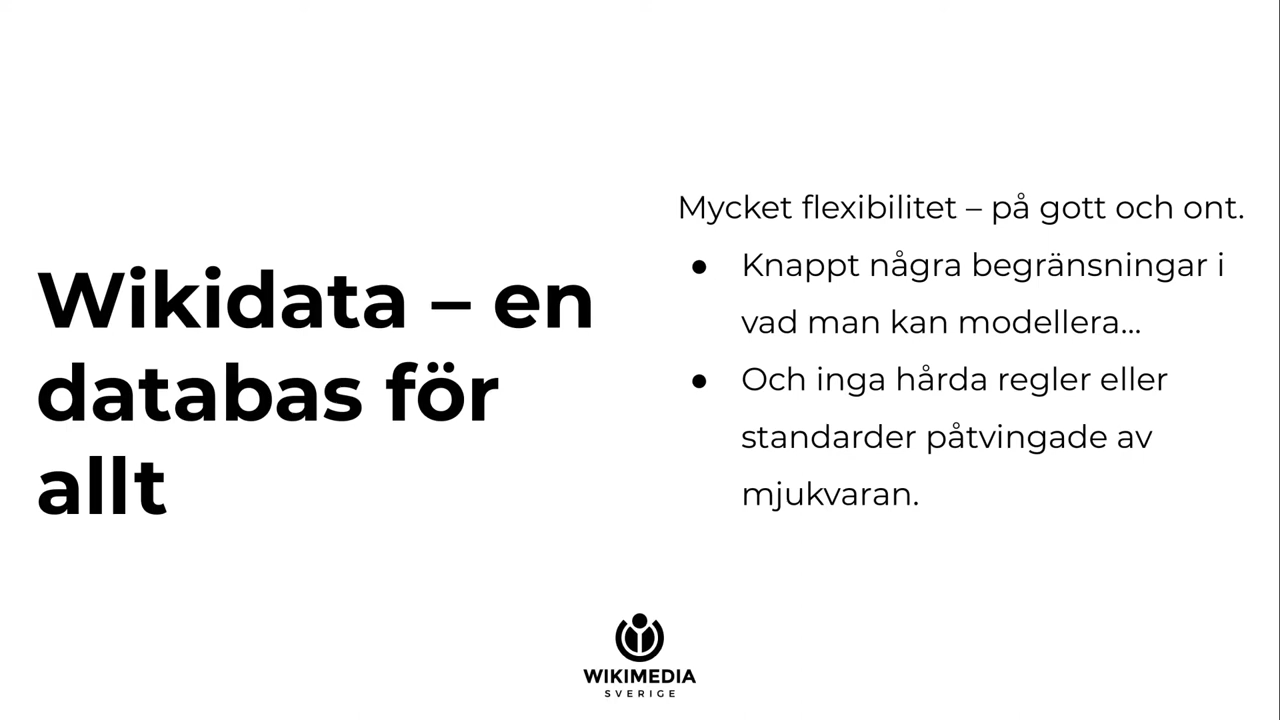 Wikidata – en
databas för
allt
Mycket flexibilitet – på gott och ont.
● Knappt några begränsningar i
vad man kan modellera...
● Och inga hårda regler eller
standarder påtvingade av
mjukvaran.
WIKIMEDIA
SVERIGE